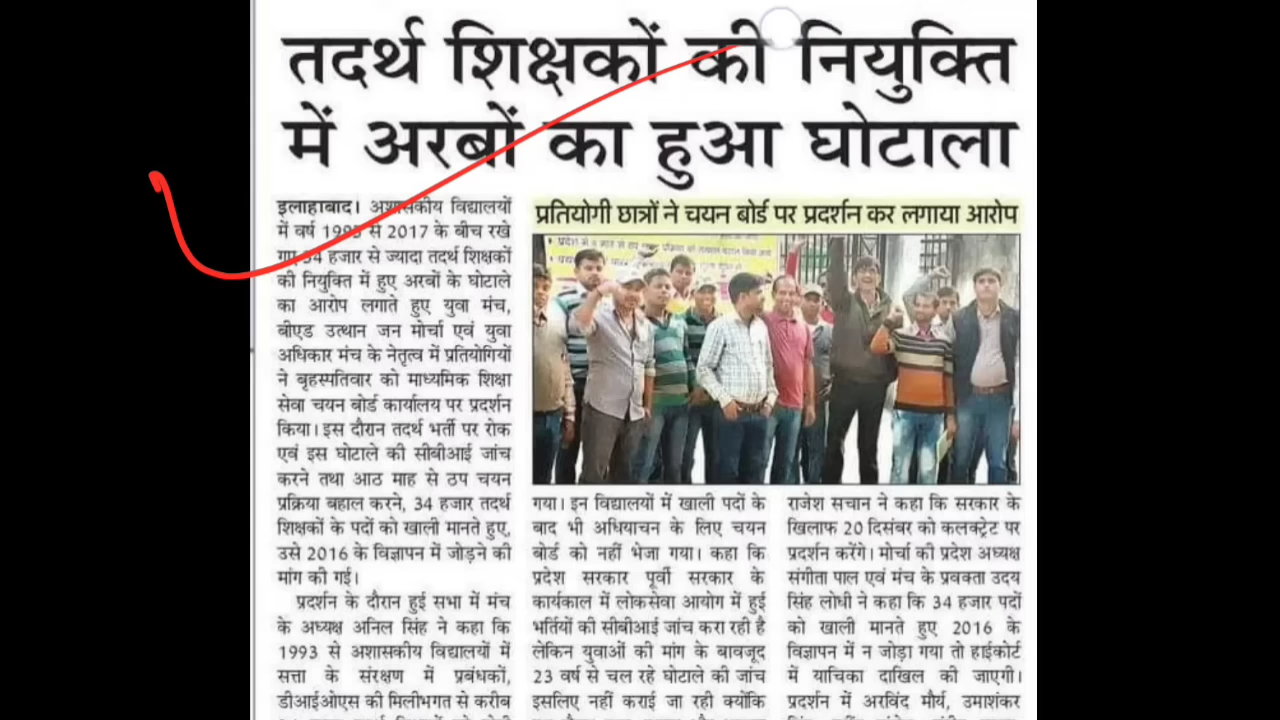 तदर्थ शिक्षकों की नियुक्ति
में अरबों का हुआ घोटाला
इलाहाबाद। अशासकीय विद्यालयों
में वर्ष 1993 से 2017 के बीच रखे
गए 34 हजार से ज्यादा तदर्थ शिक्षकों
की नियुक्ति में हुए अरबों के घोटाले
का आरोप लगाते हुए युवा मंच,
बीएड उत्थान जन मोर्चा एवं युवा
अधिकार मंच के नेतृत्व में प्रतियोगियों
ने बृहस्पतिवार को माध्यमिक शिक्षा
सेवा चयन बोर्ड कार्यालय पर प्रदर्शन
किया। इस दौरान तदर्थ भर्ती पर रोक
एवं इस घोटाले की सीबीआई जांच
करने तथा आठ माह से ठप चयन
प्रक्रिया बहाल करने, 34 हजार तदर्थ
शिक्षकों के पदों को खाली मानते हुए,
उसे 2016 के विज्ञापन में जोड़ने की
मांग की गई।
प्रदर्शन के दौरान हुई सभा में मंच
के अध्यक्ष अनिल सिंह ने कहा कि
1993 से अशासकीय विद्यालयों में
सत्ता के संरक्षण में प्रबंधकों,
डीआईओएस की मिलीभगत से करीब
प्रतियोगी छात्रों ने चयन बोर्ड पर प्रदर्शन कर लगाया आरोप
गया। इन विद्यालयों में खाली पदों के
बाद भी अधियाचन के लिए चयन
बोर्ड को नहीं भेजा गया। कहा कि
प्रदेश सरकार पूर्वी सरकार के
कार्यकाल में लोकसेवा आयोग में हुई
भर्तियों की सीबीआई जांच करा रही है
लेकिन युवाओं की मांग के बावजूद
23 वर्ष से चल रहे घोटाले की जांच
इसलिए नहीं कराई जा रही क्योंकि
राजेश सचान ने कहा कि सरकार के
खिलाफ 20 दिसंबर को कलक्ट्रेट पर
प्रदर्शन करेंगे। मोर्चा की प्रदेश अध्यक्ष
संगीता पाल एवं मंच के प्रवक्ता उदय
सिंह लोधी ने कहा कि 34 हजार पदों
को खाली मानते हुए 2016 के
विज्ञापन में न जोड़ा गया तो हाईकोर्ट
में याचिका दाखिल की जाएगी।
प्रदर्शन में अरविंद मौर्य, उमाशंकर